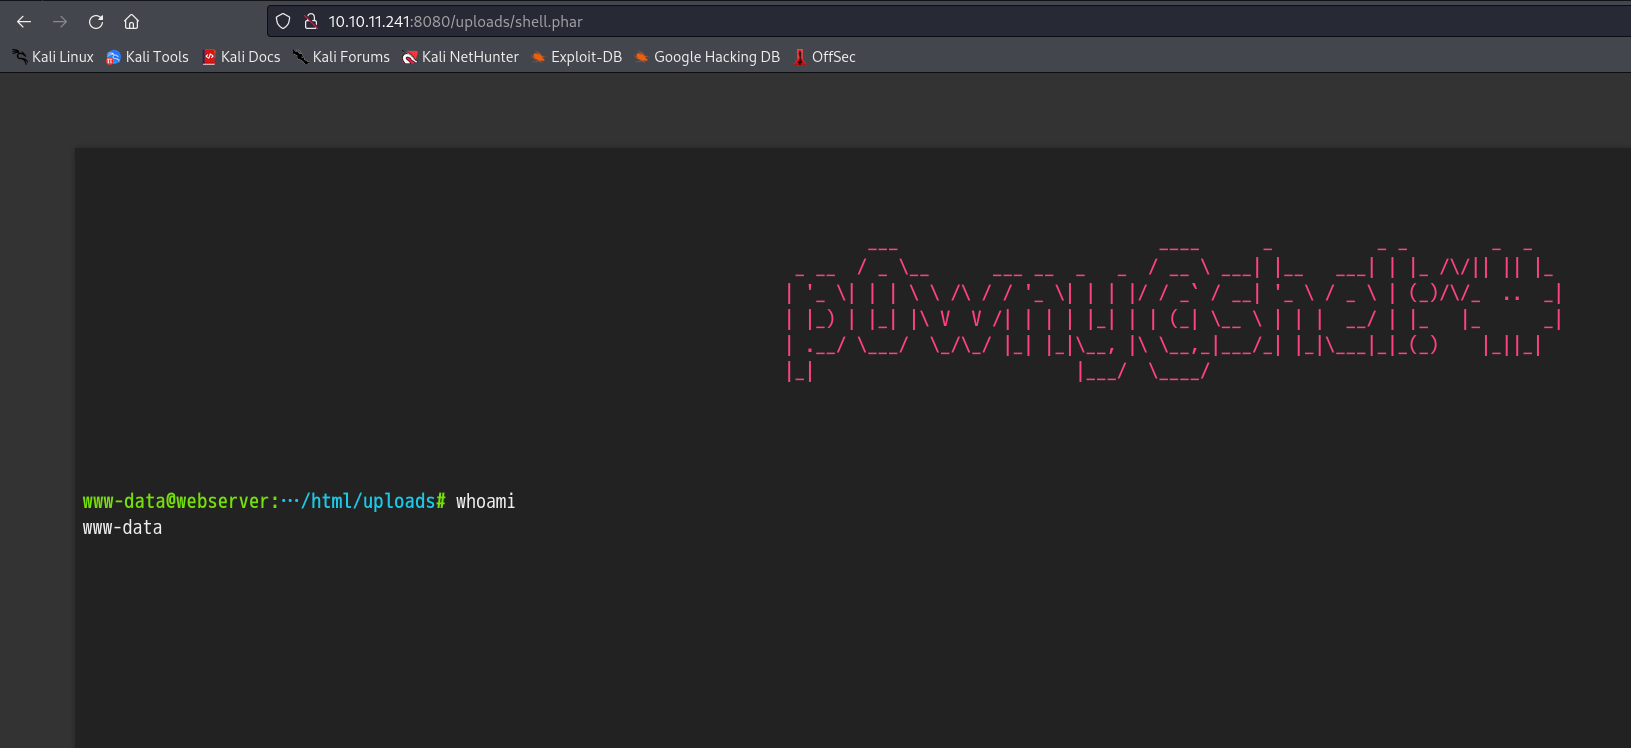 10.10.11.241:8080/uploads/shell.phar
Kali Linux Kali Tools Kali Docs Kali Forums Kali NetHunter Exploit-DB Google Hacking DB OffSec
p0wny@shell:~#
www-data@webserver:…/html/uploads# whoami
www-data